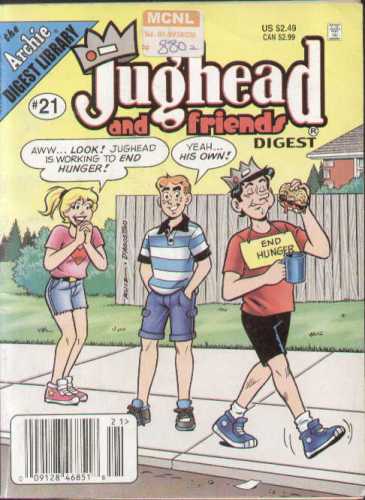 MCNL
880
US $2.49
CAN $2.99
the Archie
DIGEST LIBRARY
#21
Jughead
and friends
DIGEST ®
AWW... LOOK! JUGHEAD
IS WORKING TO END
HUNGER!
YEAH...
HIS OWN!
END
HUNGER
21>
0 09128 46851 8